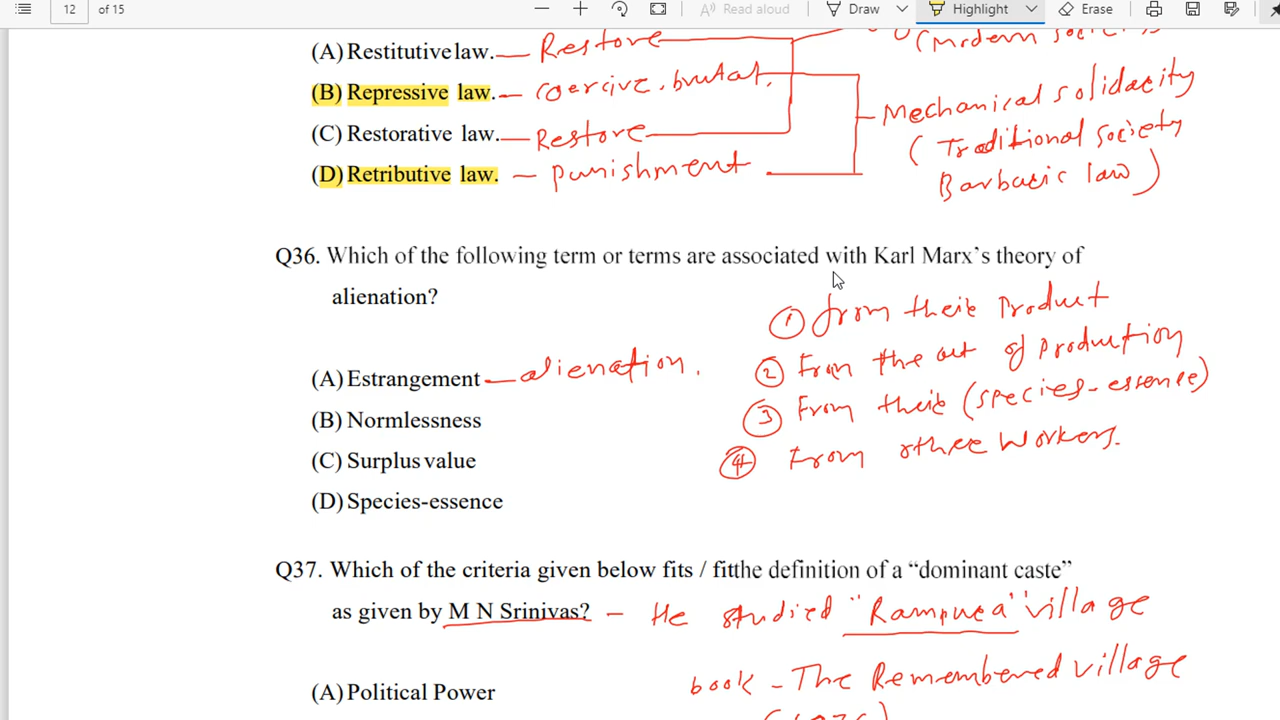 12 of 15 Read aloud Draw Highlight Erase
(A) Restitutive law. — Restore
(modern
(B) Repressive law. — coercive, brutal,
Mechanical solidarity
(C) Restorative law. — Restore
(Traditional society
(D) Retributive law. — punishment
Barbaric law)
Q36. Which of the following term or terms are associated with Karl Marx's theory of
alienation?
① from their Product
② From the act of production
(A) Estrangement — alienation.
③ From their (species-essence)
(B) Normlessness
④ From other workers.
(C) Surplus value
(D) Species-essence
Q37. Which of the criteria given below fits / fitthe definition of a “dominant caste”
as given by M N Srinivas? — He studied "Rampura" village
book - The Remembered village
(A) Political Power